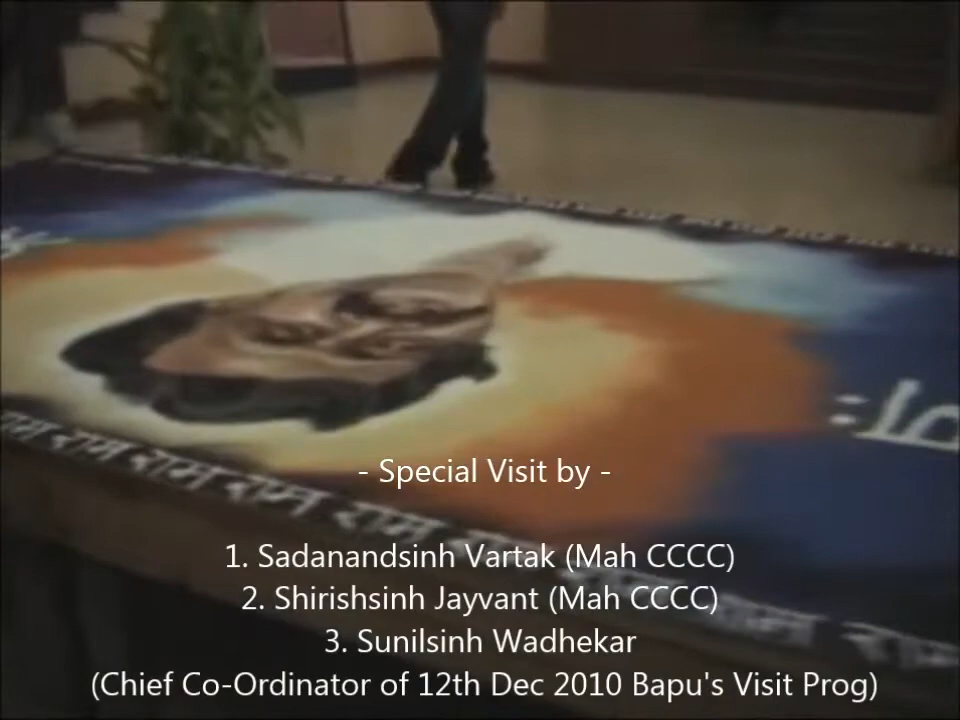 राम राम राम राम राम राम
- Special Visit by -
1. Sadanandsinh Vartak (Mah CCCC)
2. Shirishsinh Jayvant (Mah CCCC)
3. Sunilsinh Wadhekar
(Chief Co-Ordinator of 12th Dec 2010 Bapu's Visit Prog)